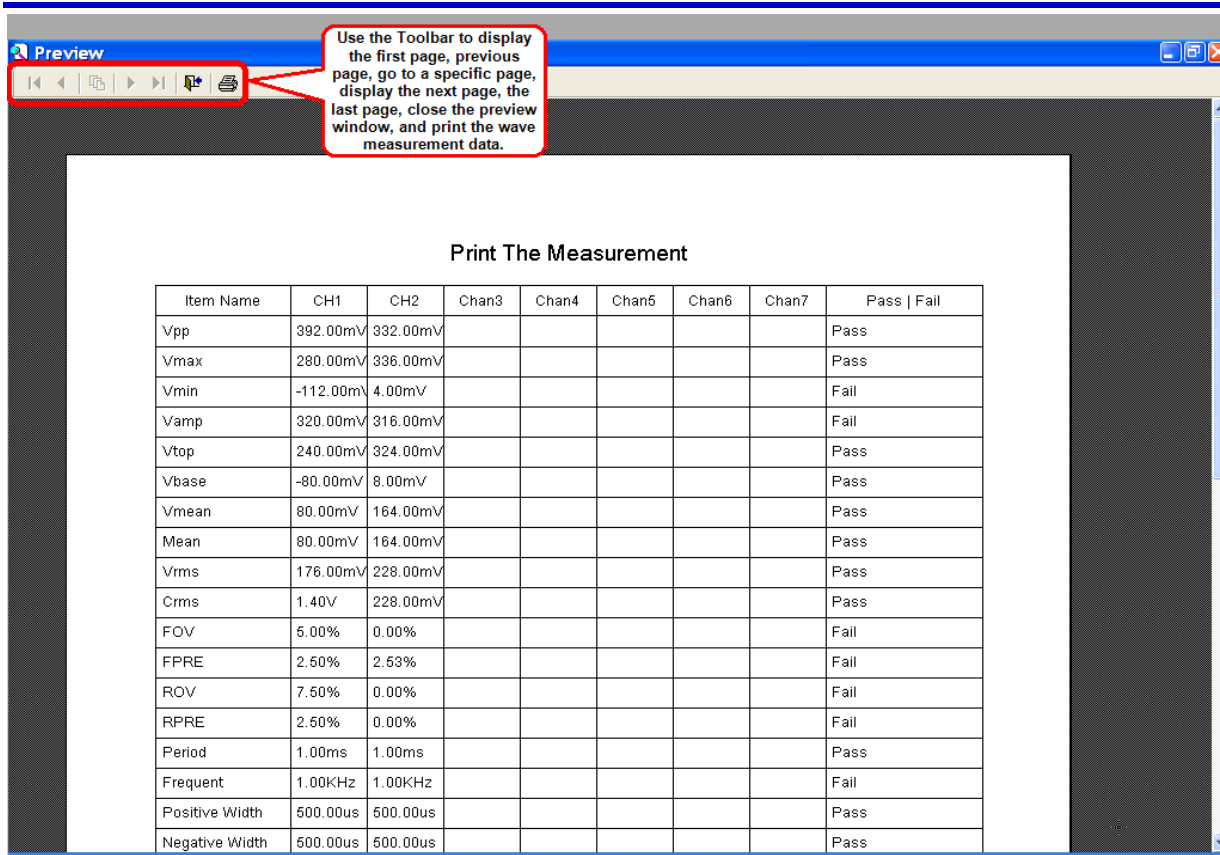 Preview
Use the Toolbar to display
the first page, previous
page, go to a specific page,
display the next page, the
last page, close the preview
window, and print the wave
measurement data.
Print The Measurement
Item Name CH1 CH2 Chan3 Chan4 Chan5 Chan6 Chan7 Pass | Fail
Vpp 392.00mV 332.00mV Pass
Vmax 280.00mV 336.00mV Pass
Vmin -112.00mV 4.00mV Fail
Vamp 320.00mV 316.00mV Fail
Vtop 240.00mV 324.00mV Pass
Vbase -80.00mV 8.00mV Pass
Vmean 80.00mV 164.00mV Pass
Mean 80.00mV 164.00mV Pass
Vrms 176.00mV 228.00mV Pass
Crms 1.40V 228.00mV Pass
FOV 5.00% 0.00% Fail
FPRE 2.50% 2.53% Fail
ROV 7.50% 0.00% Fail
RPRE 2.50% 0.00% Fail
Period 1.00ms 1.00ms Pass
Frequent 1.00KHz 1.00KHz Fail
Positive Width 500.00us 500.00us Pass
Negative Width 500.00us 500.00us Pass